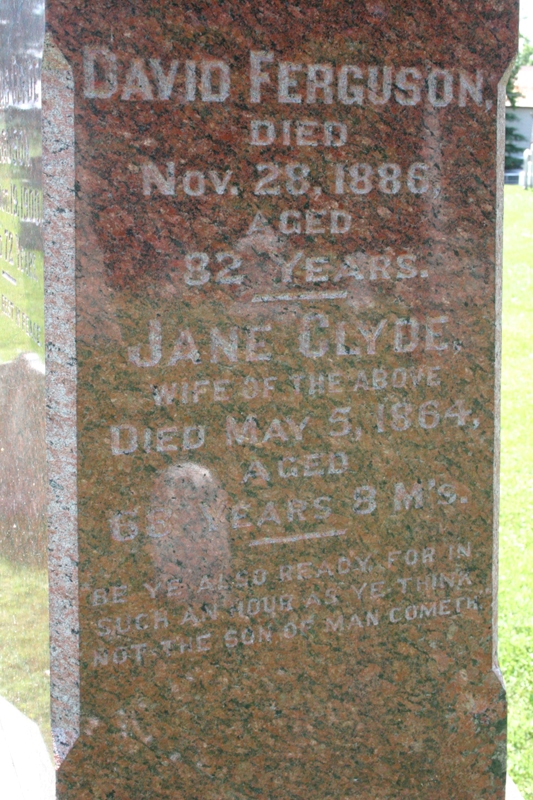 DAVID FERGUSON,
DIED
NOV. 28, 1886,
AGED
82 YEARS.
JANE CLYDE,
WIFE OF THE ABOVE
DIED MAY 5, 1864,
AGED
YEARS 8 M'S.
"BE YE ALSO READY FOR IN
SUCH AN HOUR AS YE THINK
NOT THE SON OF MAN COMETH"